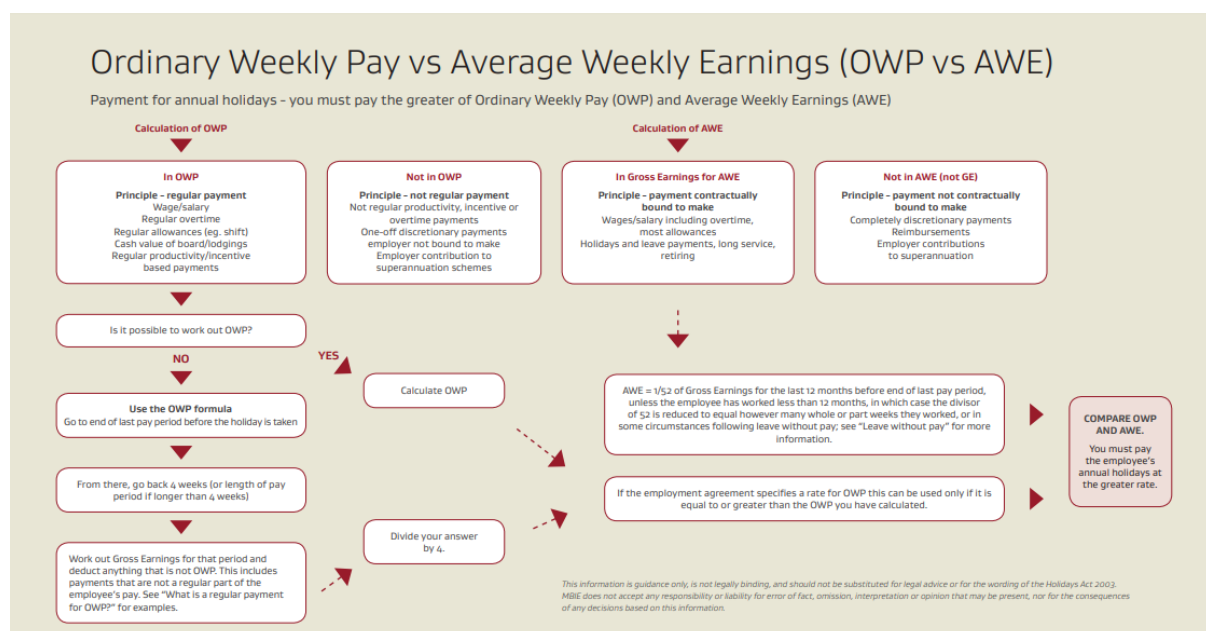 Ordinary Weekly Pay vs Average Weekly Earnings (OWP vs AWE)
Payment for annual holidays - you must pay the greater of Ordinary Weekly Pay (OWP) and Average Weekly Earnings (AWE)
Calculation of OWP
In OWP
Principle - regular payment
Wage/salary
Regular overtime
Regular allowances (eg. shift)
Cash value of board/lodgings
Regular productivity/incentive
based payments
Not in OWP
Principle - not regular payment
Not regular productivity, incentive or
overtime payments
One-off discretionary payments
employer not bound to make
Employer contribution to
superannuation schemes
Calculation of AWE
In Gross Earnings for AWE
Principle - payment contractually
bound to make
Wages/salary including overtime,
most allowances
Holidays and leave payments, long service,
retiring
Not in AWE (not GE)
Principle - payment not contractually
bound to make
Completely discretionary payments
Reimbursements
Employer contributions
to superannuation
Is it possible to work out OWP?
NO
YES
Calculate OWP
Use the OWP formula
Go to end of last pay period before the holiday is taken
From there, go back 4 weeks (or length of pay
period if longer than 4 weeks)
Work out Gross Earnings for that period and
deduct anything that is not OWP. This includes
payments that are not a regular part of the
employee's pay. See "What is a regular payment
for OWP?" for examples.
Divide your answer
by 4.
AWE = 1/52 of Gross Earnings for the last 12 months before end of last pay period,
unless the employee has worked less than 12 months, in which case the divisor
of 52 is reduced to equal however many whole or part weeks they worked, or in
some circumstances following leave without pay; see "Leave without pay" for more
information.
If the employment agreement specifies a rate for OWP this can be used only if it is
equal to or greater than the OWP you have calculated.
COMPARE OWP
AND AWE.
You must pay
the employee's
annual holidays at
the greater rate.
This information is guidance only, is not legally binding, and should not be substituted for legal advice or for the wording of the Holidays Act 2003.
MBIE does not accept any responsibility or liability for error of fact, omission, interpretation or opinion that may be present, nor for the consequences
of any decisions based on this information.